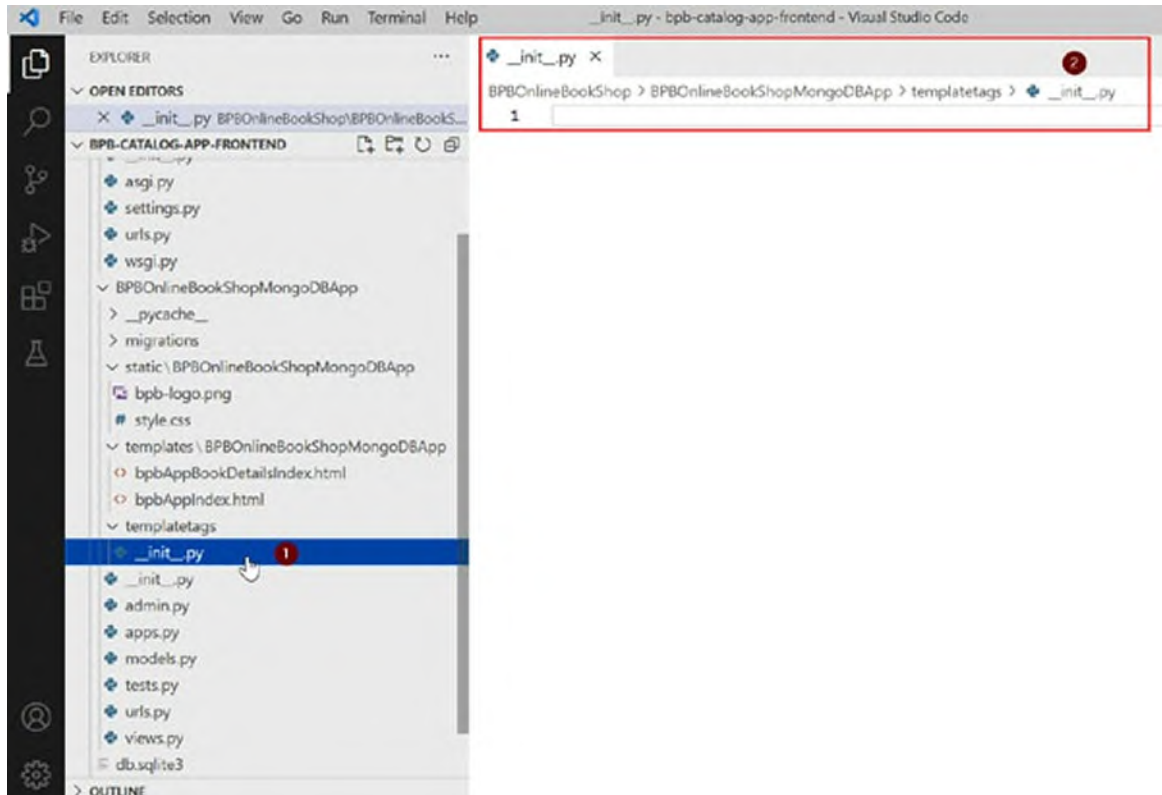 File Edit Selection View Go Run Terminal Help __init__.py - bpb-catalog-app-frontend - Visual Studio Code
EXPLORER
OPEN EDITORS
__init__.py BPBOnlineBookShop\BPBOnlineBookS...
BPB-CATALOG-APP-FRONTEND
__init__.py
asgi.py
settings.py
urls.py
wsgi.py
BPBOnlineBookShopMongoDBApp
__pycache__
migrations
static \ BPBOnlineBookShopMongoDBApp
bpb-logo.png
style.css
templates \ BPBOnlineBookShopMongoDBApp
bpbAppBookDetailsIndex.html
bpbAppIndex.html
templatetags
__init__.py 1
__init__.py
admin.py
apps.py
models.py
tests.py
urls.py
views.py
db.sqlite3
OUTLINE
__init__.py
2
BPBOnlineBookShop > BPBOnlineBookShopMongoDBApp > templatetags > __init__.py
1